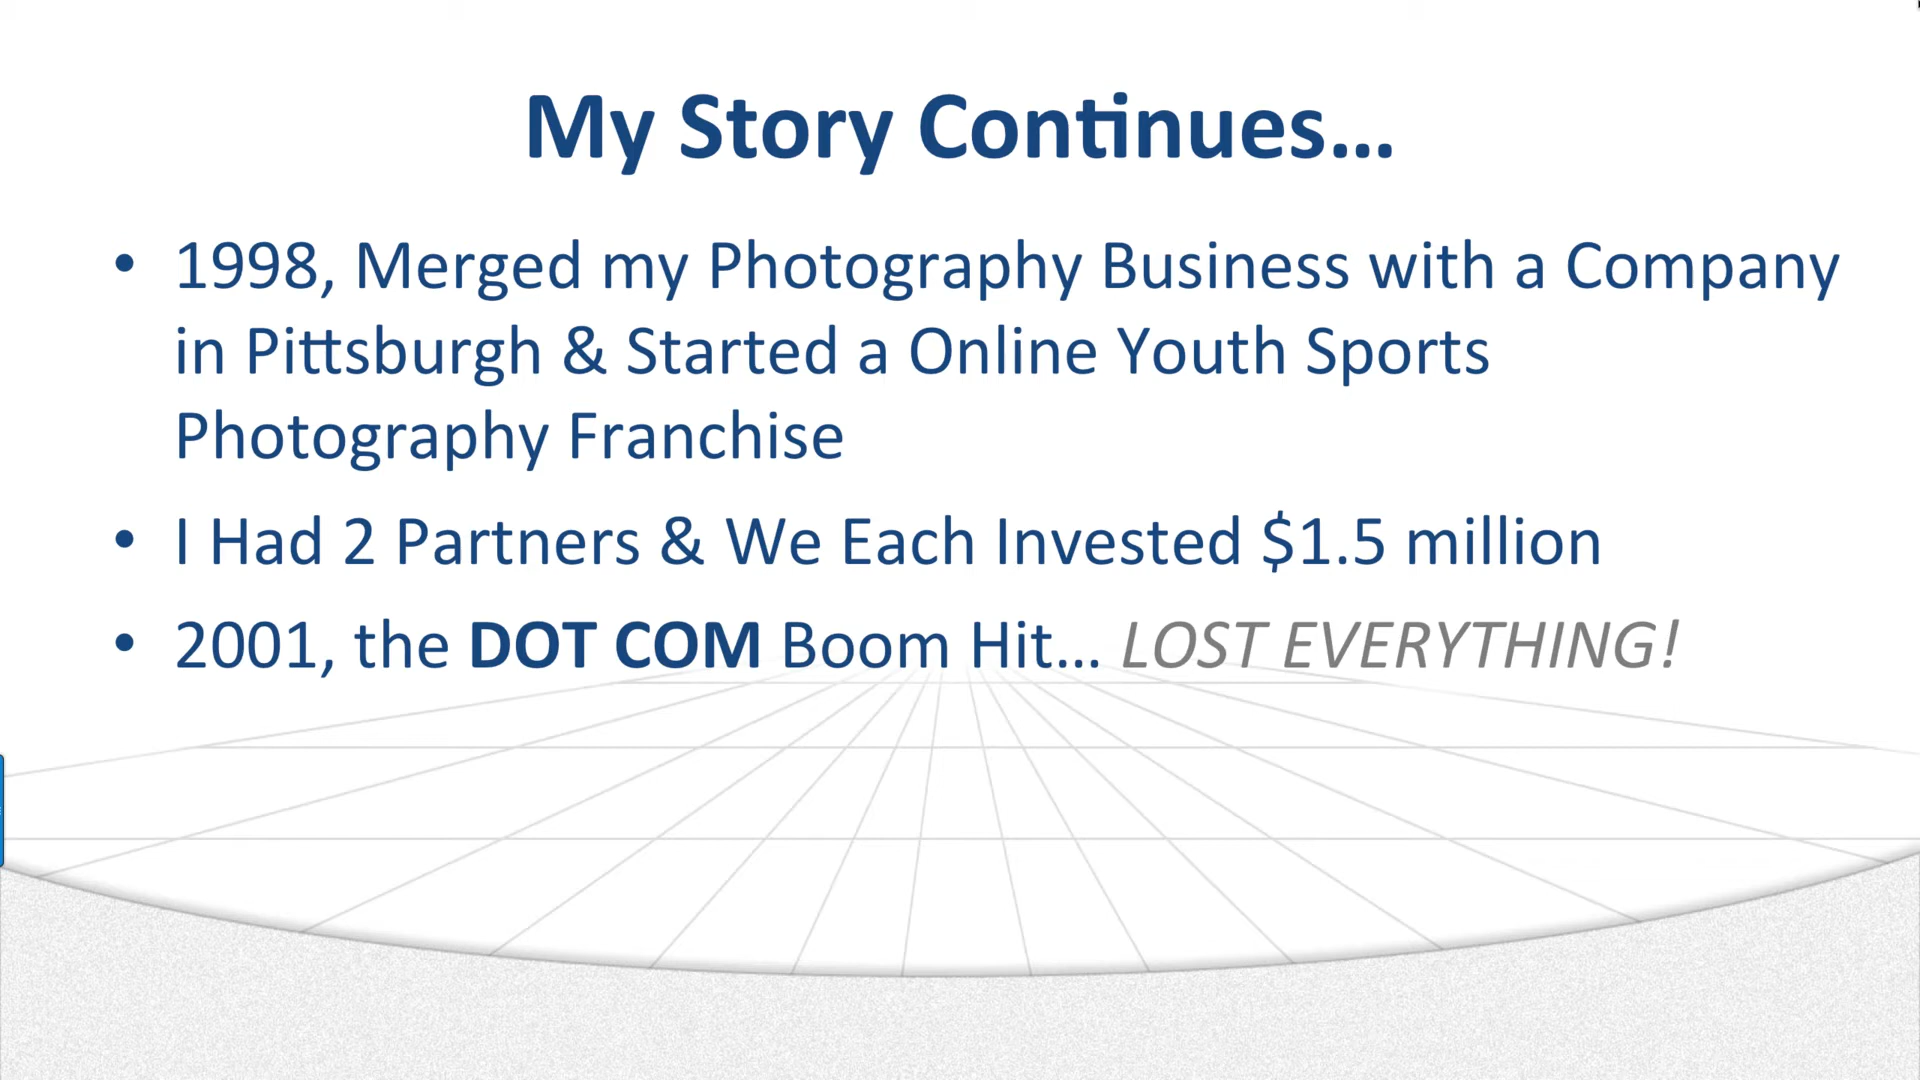 My Story Continues...
• 1998, Merged my Photography Business with a Company
in Pittsburgh & Started a Online Youth Sports
Photography Franchise
• I Had 2 Partners & We Each Invested $1.5 million
• 2001, the DOT COM Boom Hit... LOST EVERYTHING!